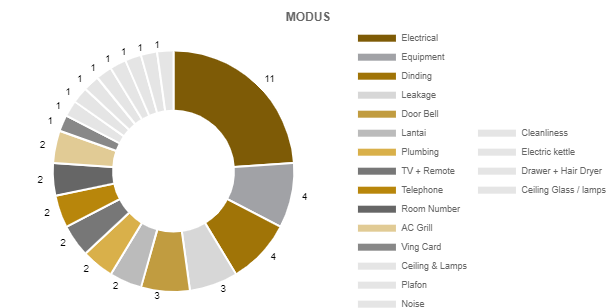 MODUS
11
4
4
3
3
2
2
2
2
2
2
1
1
1
1
1
1
1
1
Electrical
Equipment
Dinding
Leakage
Door Bell
Lantai
Plumbing
TV + Remote
Telephone
Room Number
AC Grill
Ving Card
Ceiling & Lamps
Plafon
Noise
Cleanliness
Electric kettle
Drawer + Hair Dryer
Ceiling Glass / lamps